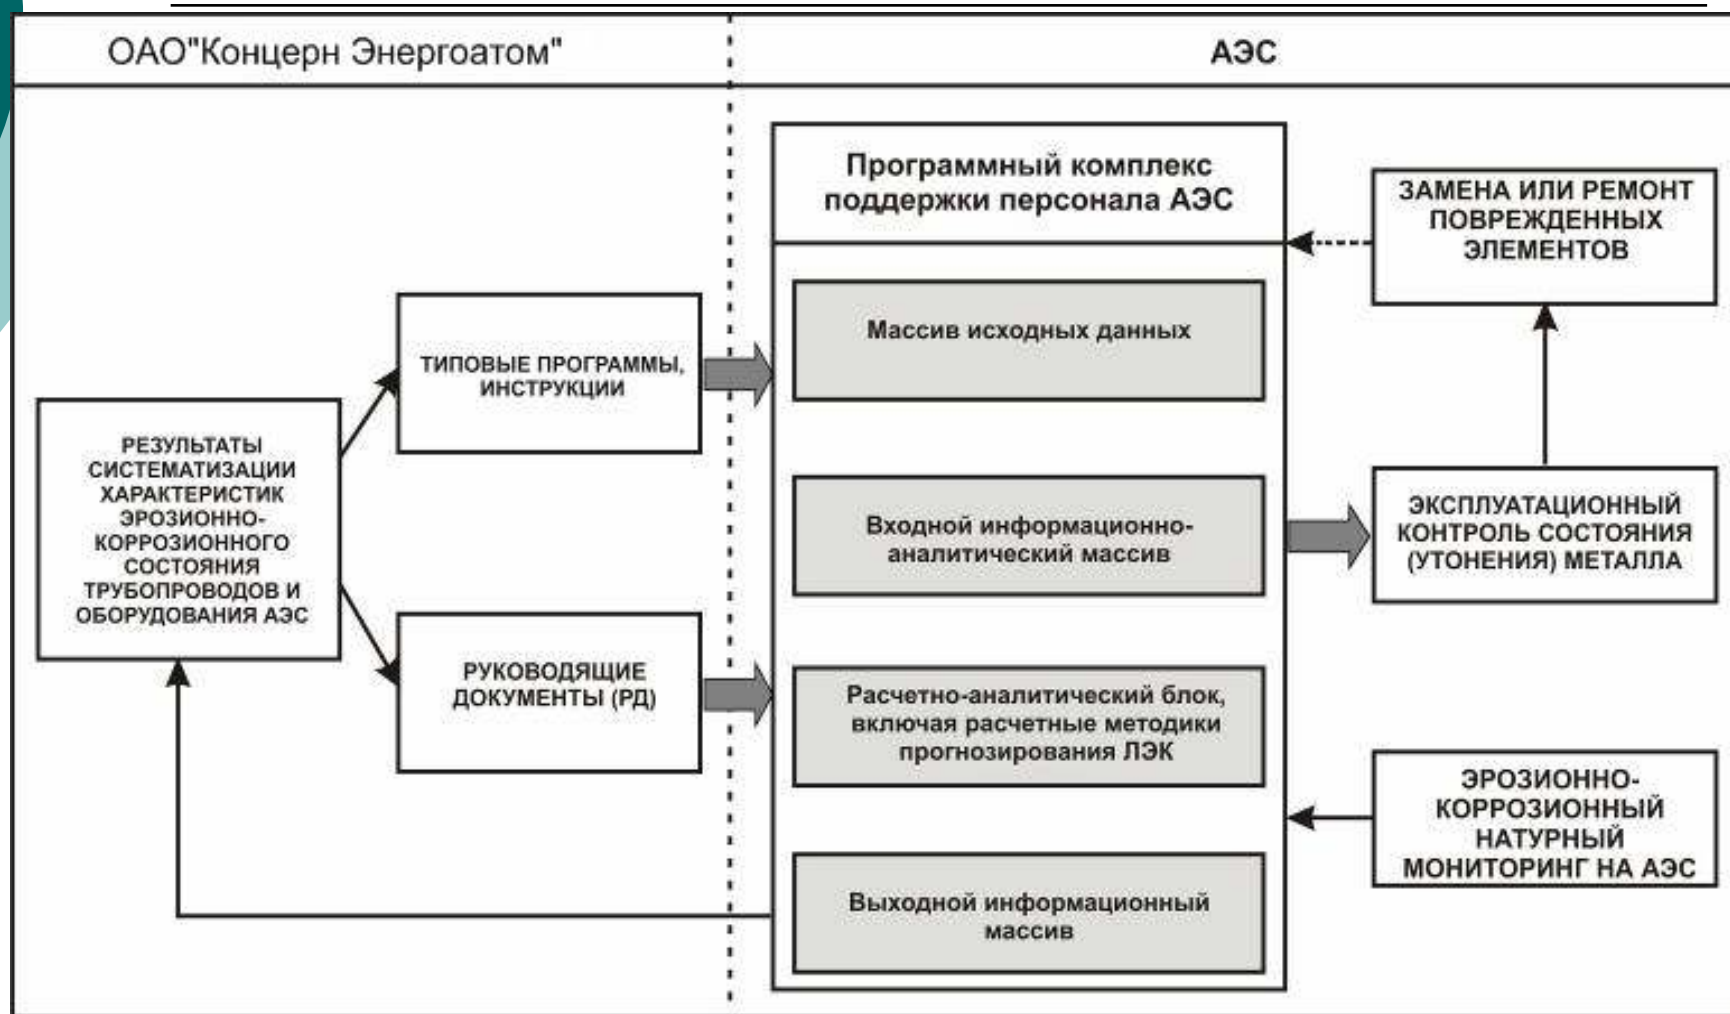 ОАО"Концерн Энергоатом"
АЭС
РЕЗУЛЬТАТЫ
СИСТЕМАТИЗАЦИИ
ХАРАКТЕРИСТИК
ЭРОЗИОННО-
КОРРОЗИОННОГО
СОСТОЯНИЯ
ТРУБОПРОВОДОВ И
ОБОРУДОВАНИЯ АЭС
ТИПОВЫЕ ПРОГРАММЫ,
ИНСТРУКЦИИ
РУКОВОДЯЩИЕ
ДОКУМЕНТЫ (РД)
Программный комплекс
поддержки персонала АЭС
Массив исходных данных
Входной информационно-
аналитический массив
Расчетно-аналитический блок,
включая расчетные методики
прогнозирования ЛЭК
Выходной информационный
массив
ЗАМЕНА ИЛИ РЕМОНТ
ПОВРЕЖДЕННЫХ
ЭЛЕМЕНТОВ
ЭКСПЛУАТАЦИОННЫЙ
КОНТРОЛЬ СОСТОЯНИЯ
(УТОНЕНИЯ) МЕТАЛЛА
ЭРОЗИОННО-
КОРРОЗИОННЫЙ
НАТУРНЫЙ
МОНИТОРИНГ НА АЭС